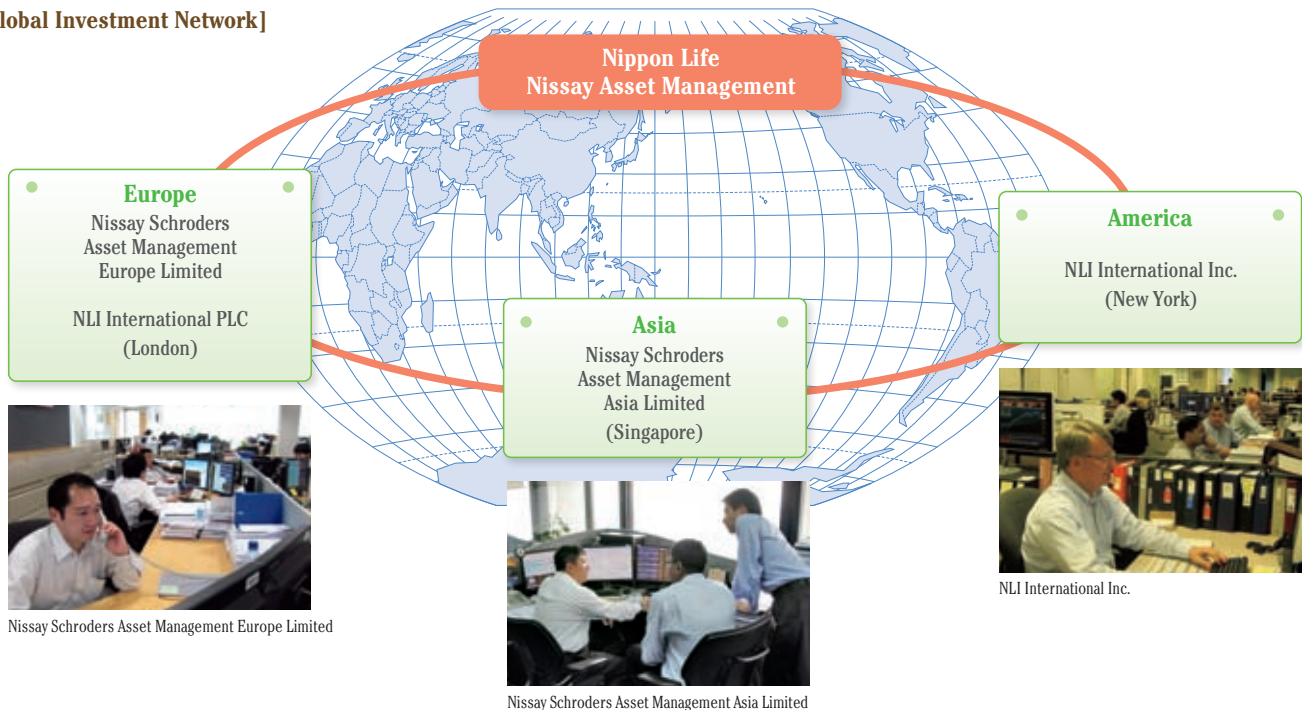 lobal Investment Network]
Nippon Life
Nissay Asset Management
Europe
Nissay Schroders
Asset Management
Europe Limited
NLI International PLC
(London)
Asia
Nissay Schroders
Asset Management
Asia Limited
(Singapore)
America
NLI International Inc.
(New York)
Nissay Schroders Asset Management Europe Limited
Nissay Schroders Asset Management Asia Limited
NLI International Inc.